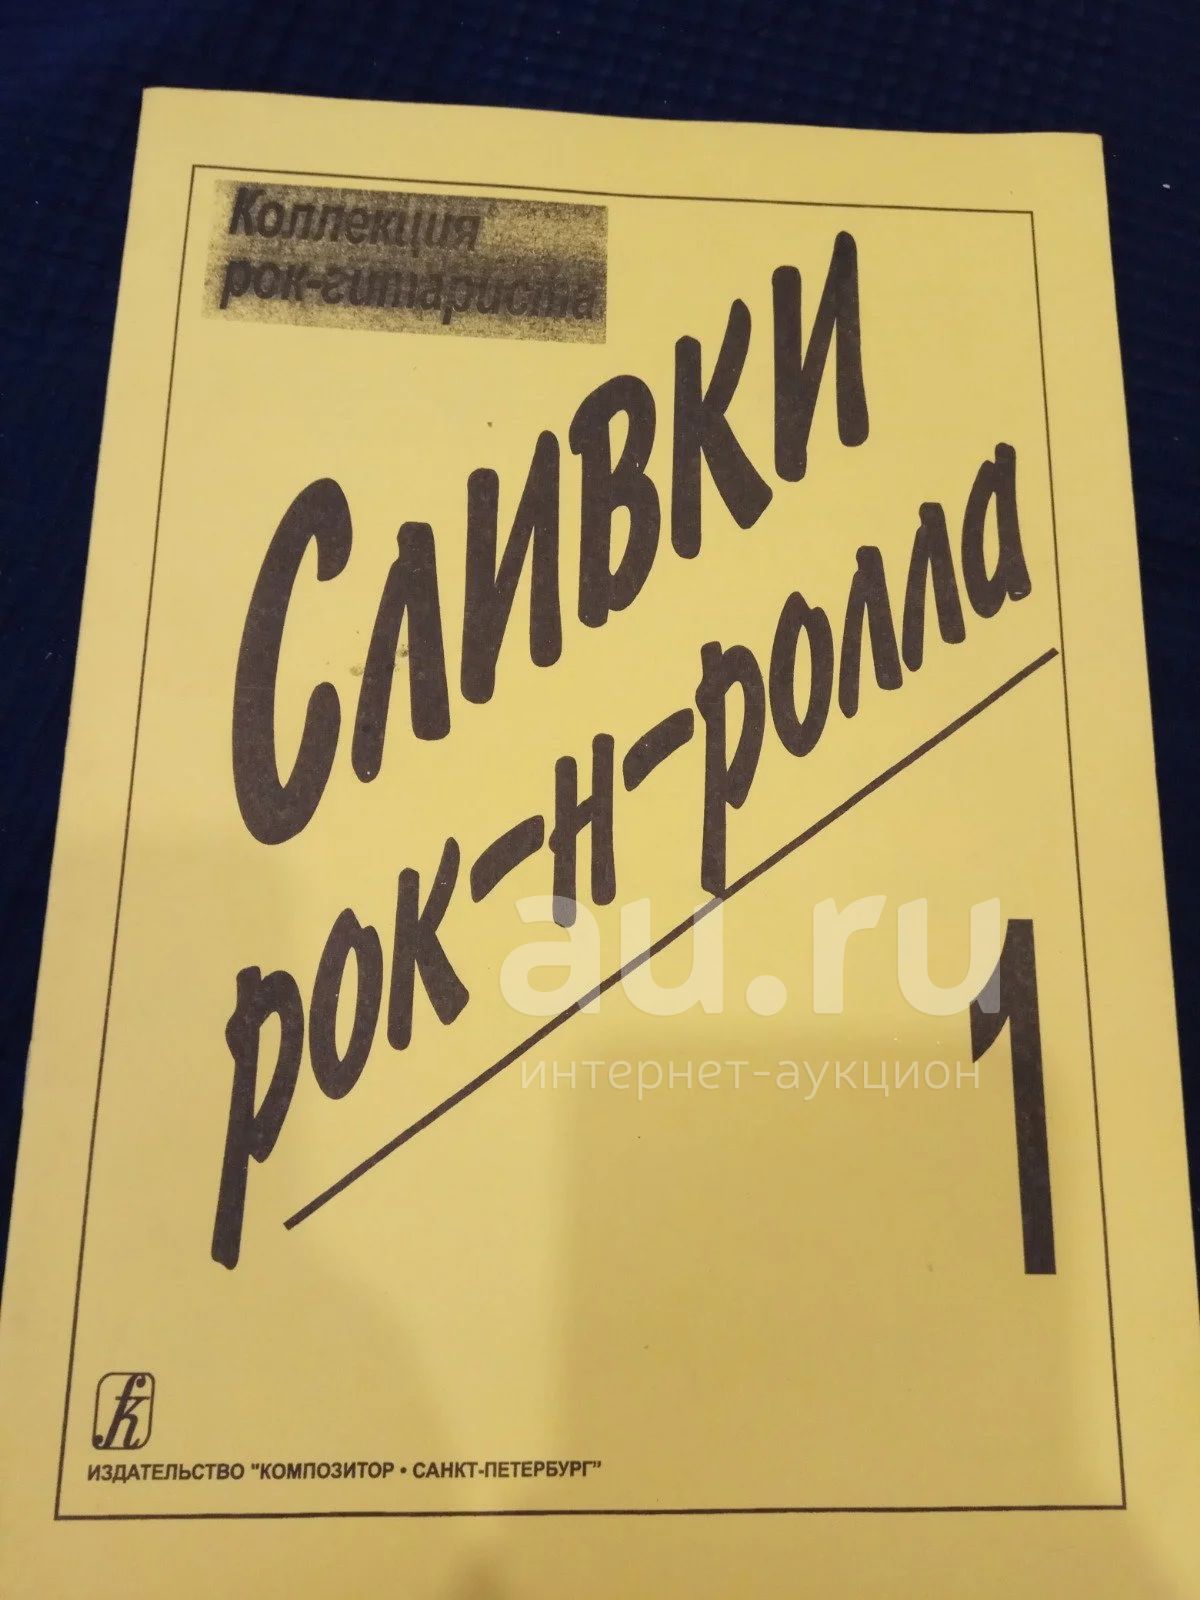 Коллекция
рок-гитариста
Сливки
рок-н-ролла
1
au.ru
интернет-аукцион
ИЗДАТЕЛЬСТВО "КОМПОЗИТОР • САНКТ-ПЕТЕРБУРГ"